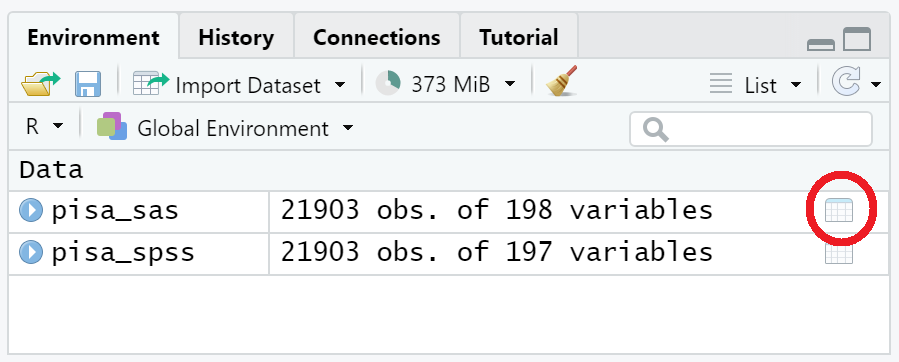 Environment History Connections Tutorial
Import Dataset 373 MiB List
R Global Environment
Data
pisa_sas 21903 obs. of 198 variables
pisa_spss 21903 obs. of 197 variables